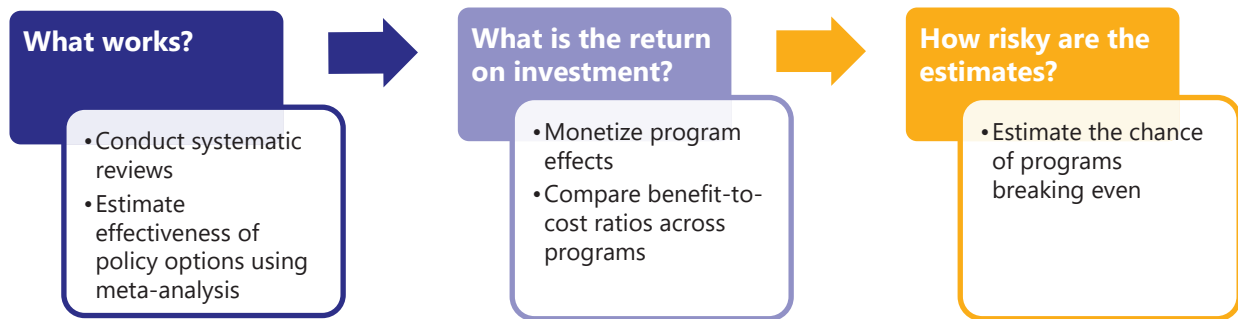 What works?
•Conduct systematic
reviews
•Estimate
effectiveness of
policy options using
meta-analysis
What is the return
on investment?
•Monetize program
effects
•Compare benefit-to-
cost ratios across
programs
How risky are the
estimates?
•Estimate the chance
of programs
breaking even